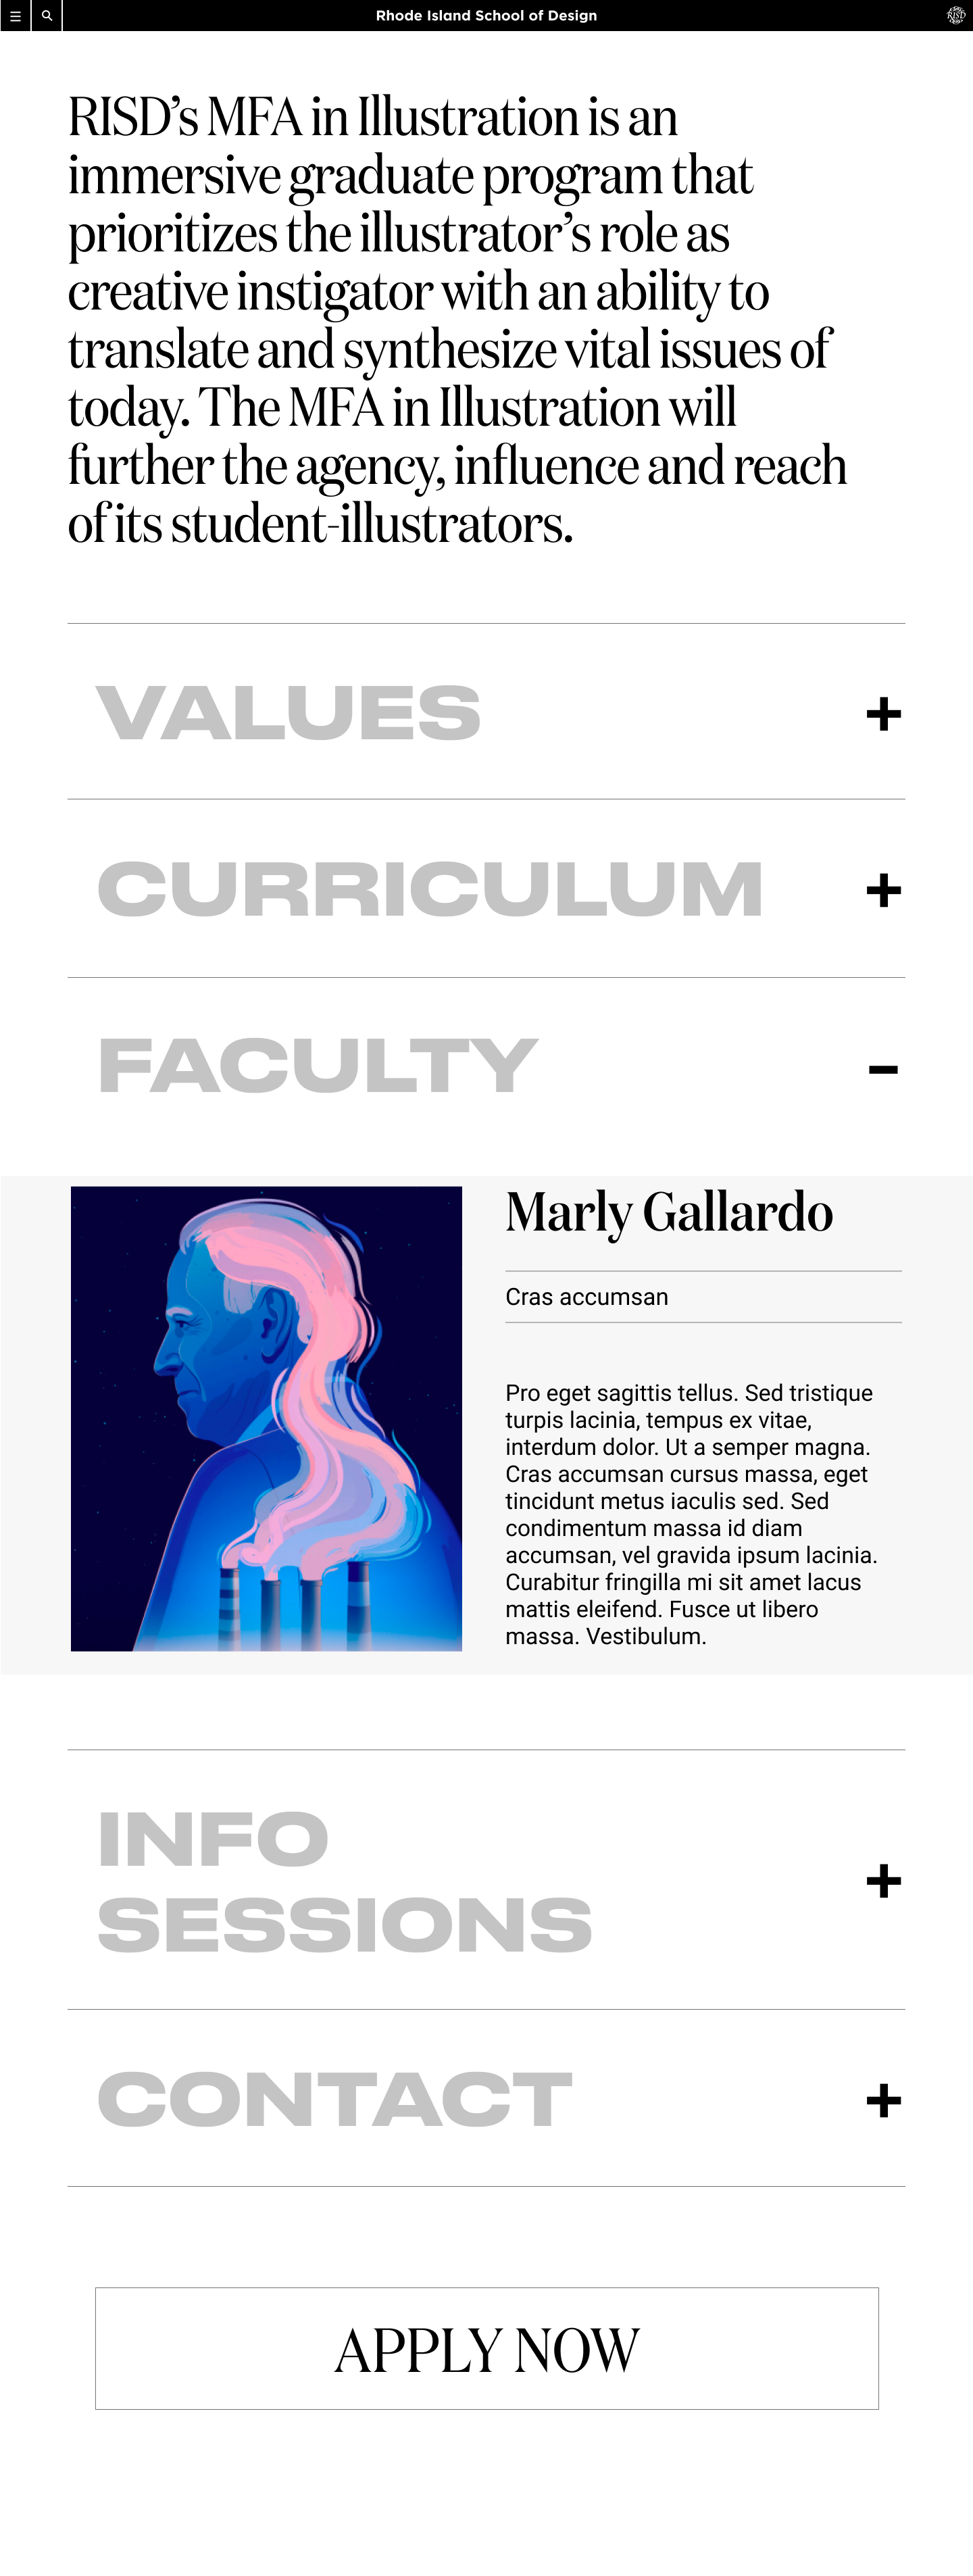 Rhode Island School of Design
RISD
RISD’s MFA in Illustration is an
immersive graduate program that
prioritizes the illustrator’s role as
creative instigator with an ability to
translate and synthesize vital issues of
today. The MFA in Illustration will
further the agency, influence and reach
of its student-illustrators.
VALUES
CURRICULUM
FACULTY
Marly Gallardo
Cras accumsan
Pro eget sagittis tellus. Sed tristique
turpis lacinia, tempus ex vitae,
interdum dolor. Ut a semper magna.
Cras accumsan cursus massa, eget
tincidunt metus iaculis sed. Sed
condimentum massa id diam
accumsan, vel gravida ipsum lacinia.
Curabitur fringilla mi sit amet lacus
mattis eleifend. Fusce ut libero
massa. Vestibulum.
INFO
SESSIONS
CONTACT
APPLY NOW